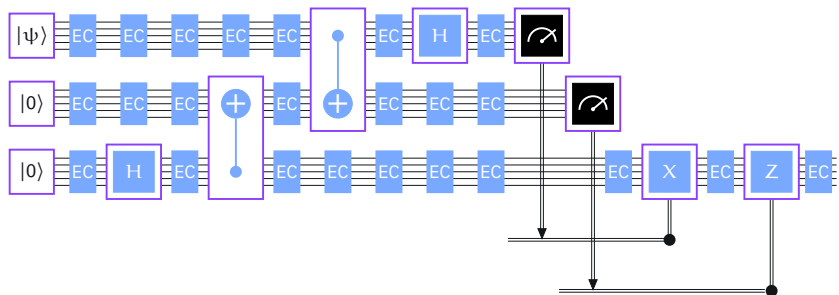 |ψ⟩ EC EC EC EC EC EC H EC
|0⟩ EC EC EC EC EC EC EC
|0⟩ EC H EC EC EC EC EC EC EC X EC Z EC